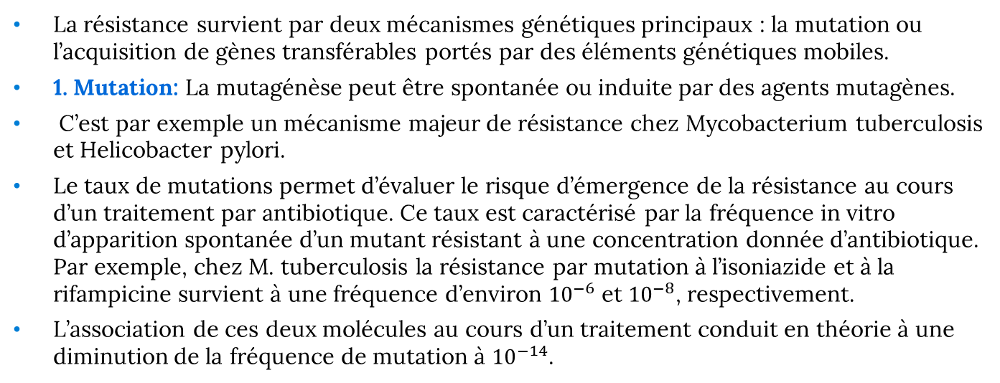 • La résistance survient par deux mécanismes génétiques principaux : la mutation ou
l’acquisition de gènes transférables portés par des éléments génétiques mobiles.
• 1. Mutation: La mutagénèse peut être spontanée ou induite par des agents mutagènes.
• C’est par exemple un mécanisme majeur de résistance chez Mycobacterium tuberculosis
et Helicobacter pylori.
• Le taux de mutations permet d’évaluer le risque d’émergence de la résistance au cours
d’un traitement par antibiotique. Ce taux est caractérisé par la fréquence in vitro
d’apparition spontanée d’un mutant résistant à une concentration donnée d’antibiotique.
Par exemple, chez M. tuberculosis la résistance par mutation à l’isoniazide et à la
rifampicine survient à une fréquence d’environ 10⁻⁶ et 10⁻⁸, respectivement.
• L’association de ces deux molécules au cours d’un traitement conduit en théorie à une
diminution de la fréquence de mutation à 10⁻¹⁴.